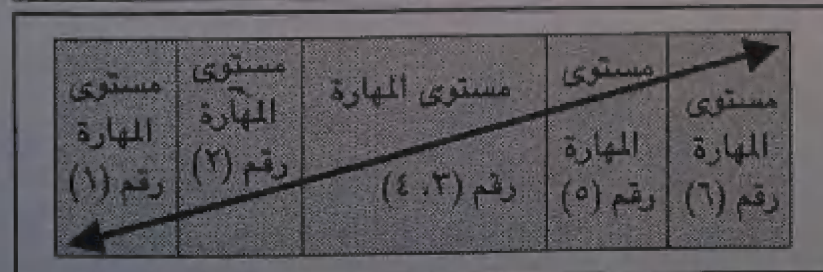 مستوى
المهارة
رقم (٦)
مستوى
المهارة
رقم (٥)
مستوى المهارة
رقم (٣، ٤)
مستوى
المهارة
رقم (٢)
مستوى
المهارة
رقم (١)